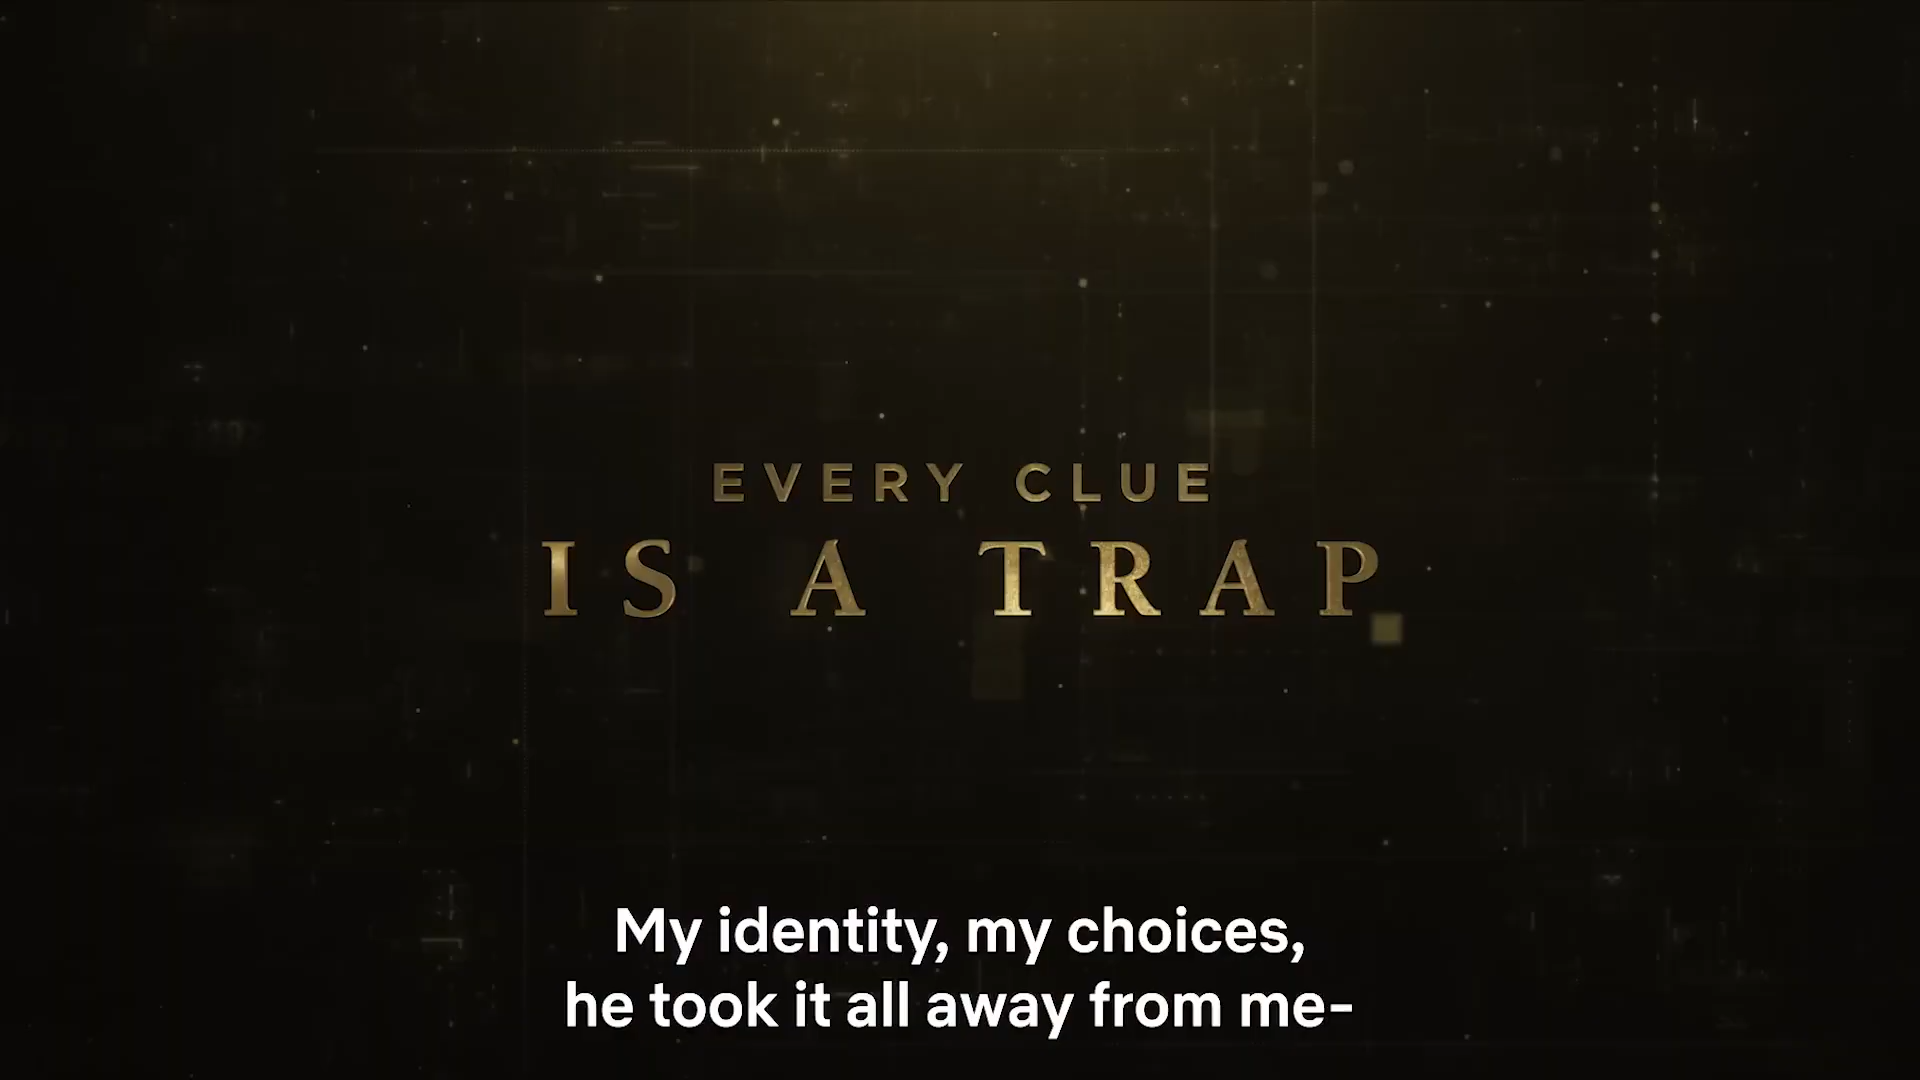 EVERY CLUE
IS A TRAP
My identity, my choices,
he took it all away from me-